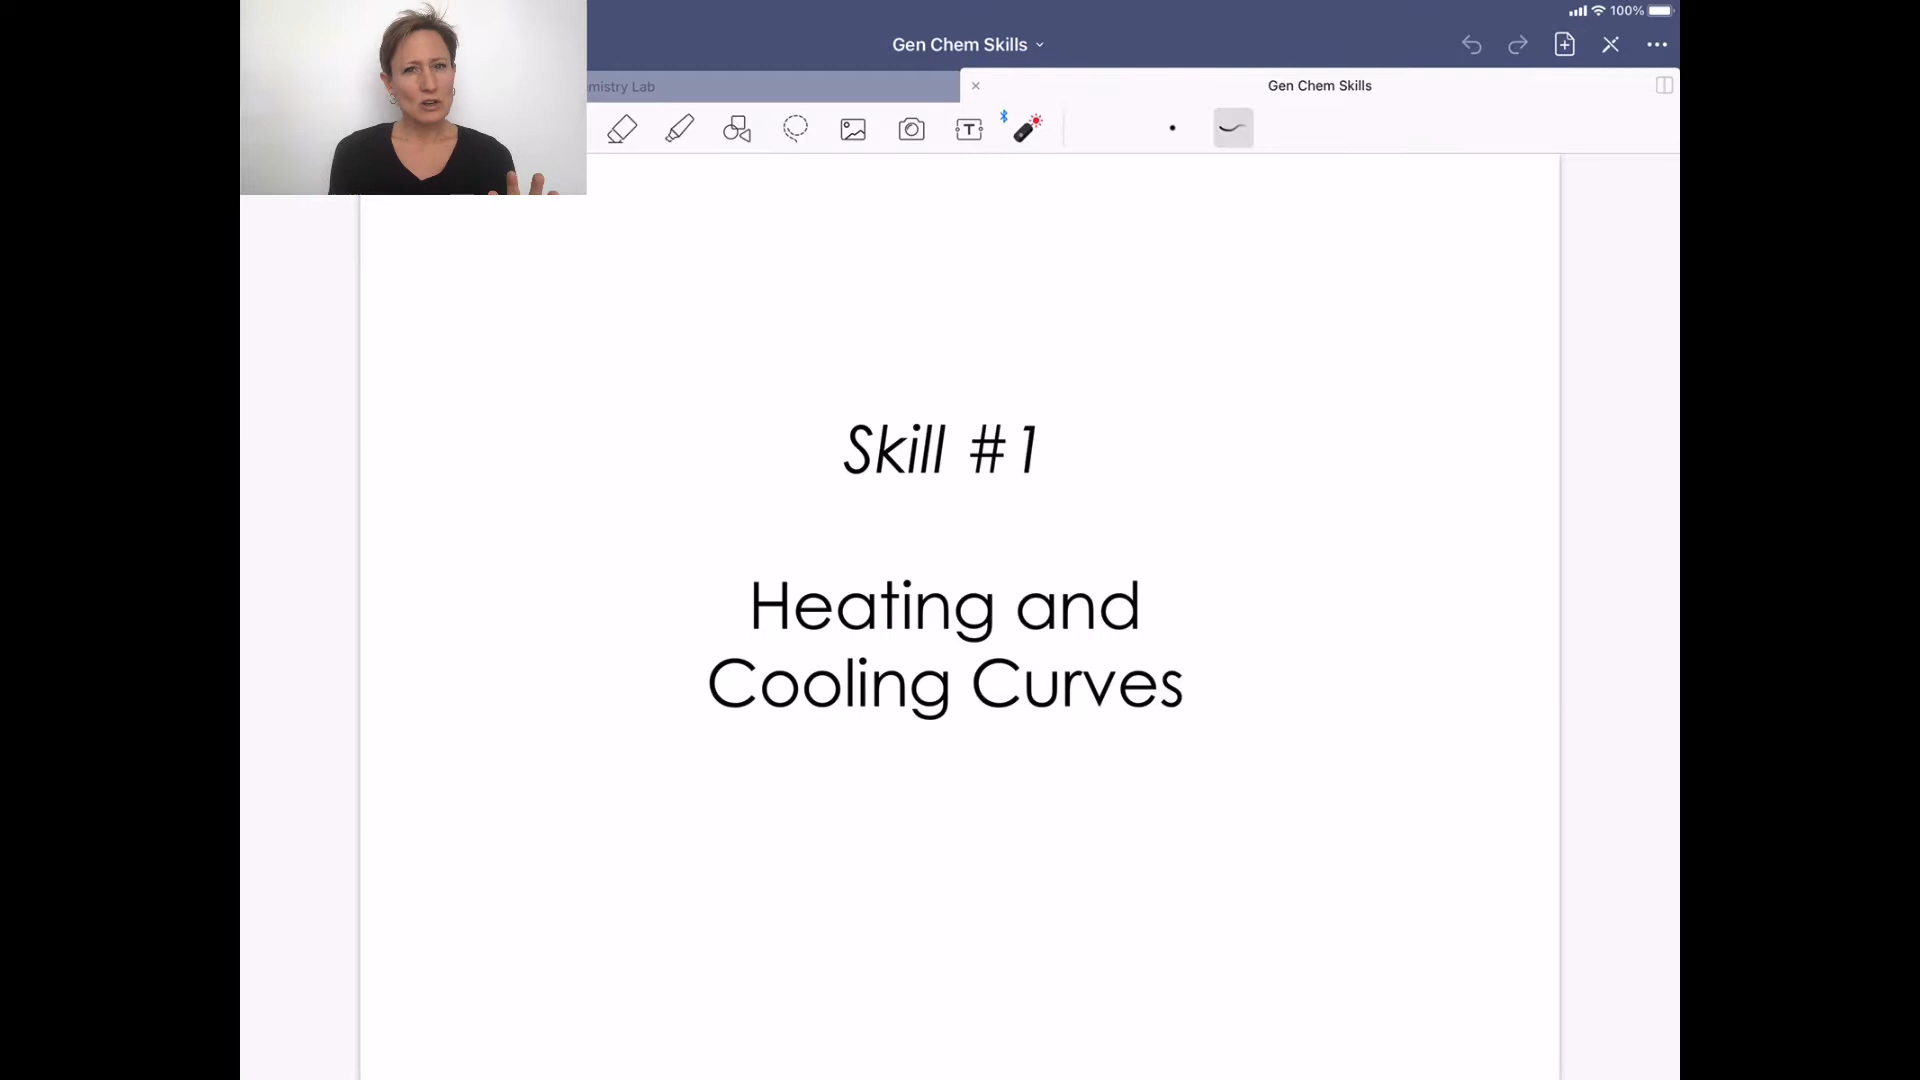 100%
Gen Chem Skills
mistry Lab
Gen Chem Skills
T
Skill #1
Heating and
Cooling Curves